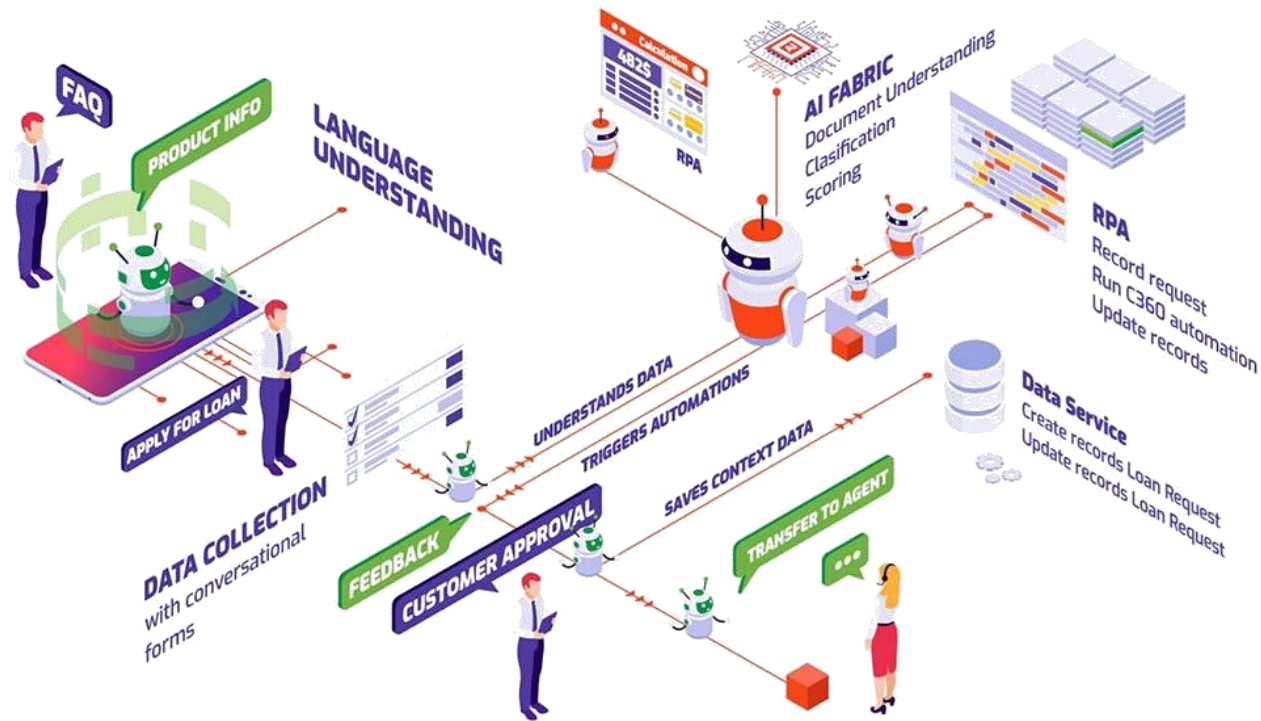 FAQ
PRODUCT INFO
LANGUAGE
UNDERSTANDING
APPLY FOR LOAN
DATA COLLECTION
with conversational
forms
Calculation
482$
RPA
AI FABRIC
Document Understanding
Clasification
Scoring
RPA
Record request
Run C360 automation
Update records
UNDERSTANDS DATA
TRIGGERS AUTOMATIONS
SAVES CONTEXT DATA
Data Service
Create records Loan Request
Update records Loan Request
FEEDBACK
CUSTOMER APPROVAL
TRANSFER TO AGENT